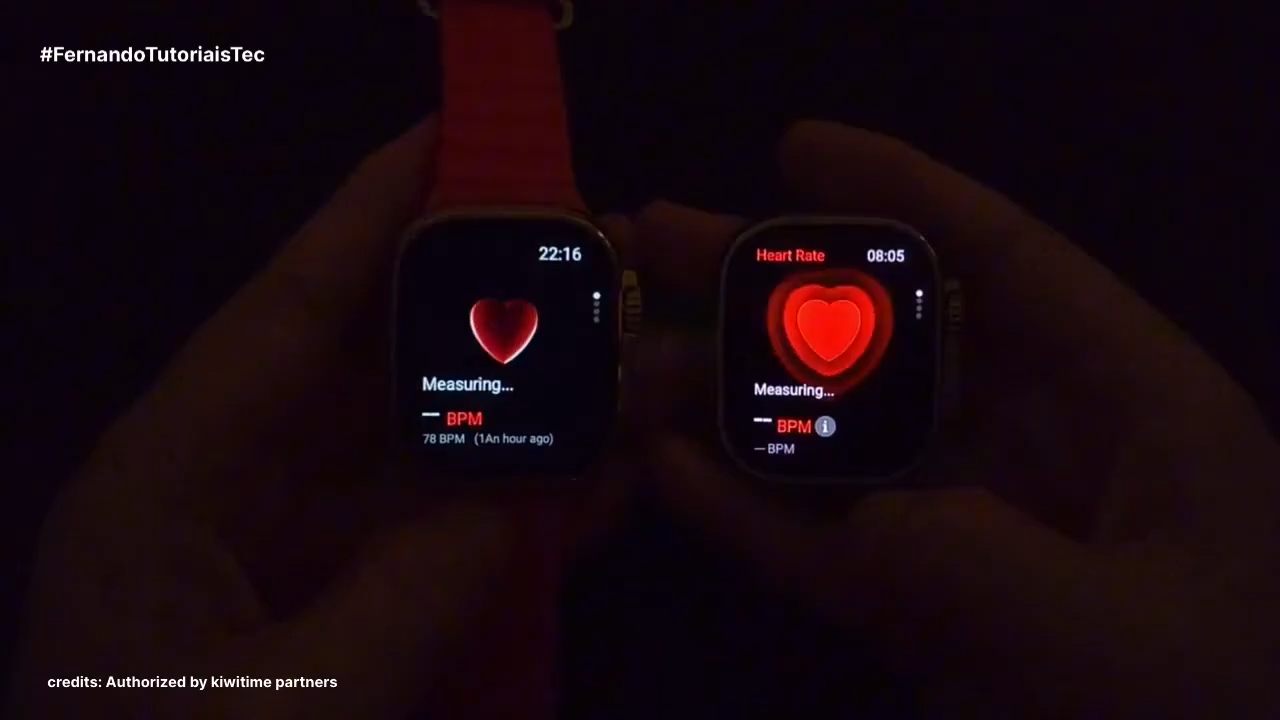 #FernandoTutoriaisTec
22:16
Measuring...
-- BPM
78 BPM (1An hour ago)
Heart Rate
08:05
Measuring...
-- BPM i
-- BPM
credits: Authorized by kiwitime partners